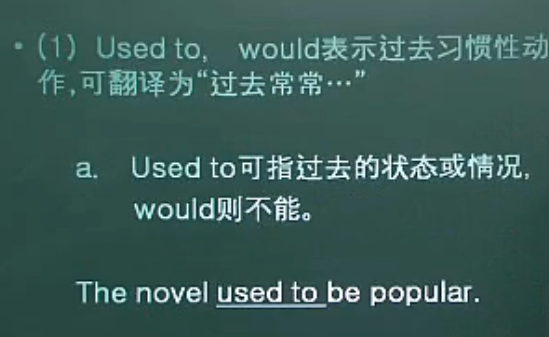 • (1) Used to, would表示过去习惯性动
作,可翻译为“过去常常…”
a. Used to可指过去的状态或情况,
would则不能。
The novel used to be popular.